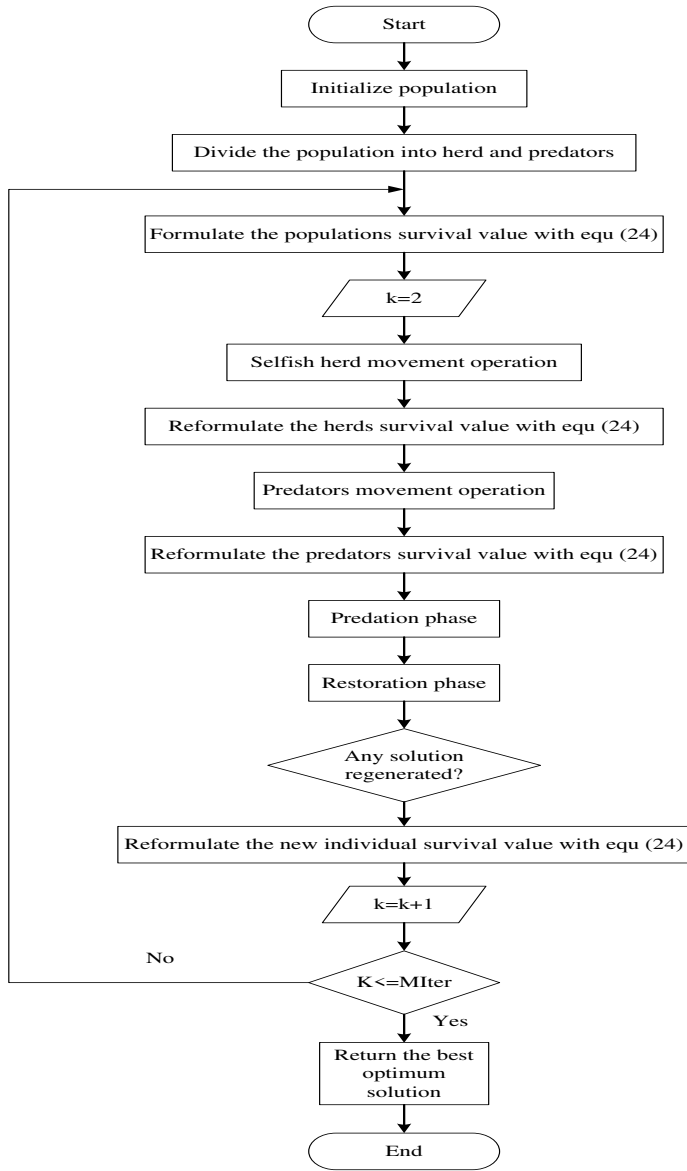 Start
Initialize population
Divide the population into herd and predators
Formulate the populations survival value with equ (24)
k=2
Selfish herd movement operation
Reformulate the herds survival value with equ (24)
Predators movement operation
Reformulate the predators survival value with equ (24)
Predation phase
Restoration phase
Any solution
regenerated?
Reformulate the new individual survival value with equ (24)
k=k+1
No
K<=MIter
Yes
Return the best
optimum
solution
End